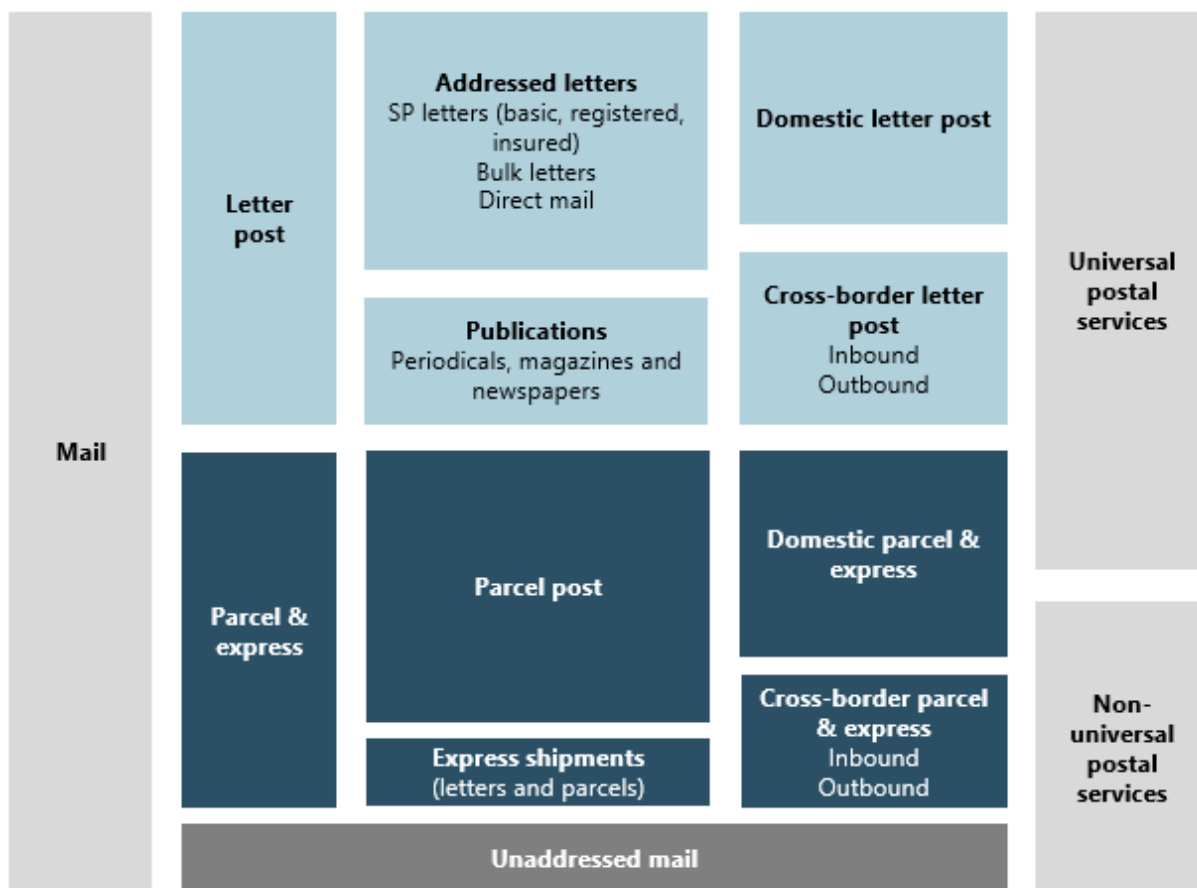 Mail
Letter
post
Addressed letters
SP letters (basic, registered,
insured)
Bulk letters
Direct mail
Publications
Periodicals, magazines and
newspapers
Domestic letter post
Cross-border letter
post
Inbound
Outbound
Universal
postal
services
Parcel &
express
Parcel post
Express shipments
(letters and parcels)
Domestic parcel &
express
Cross-border parcel
& express
Inbound
Outbound
Non-
universal
postal
services
Unaddressed mail